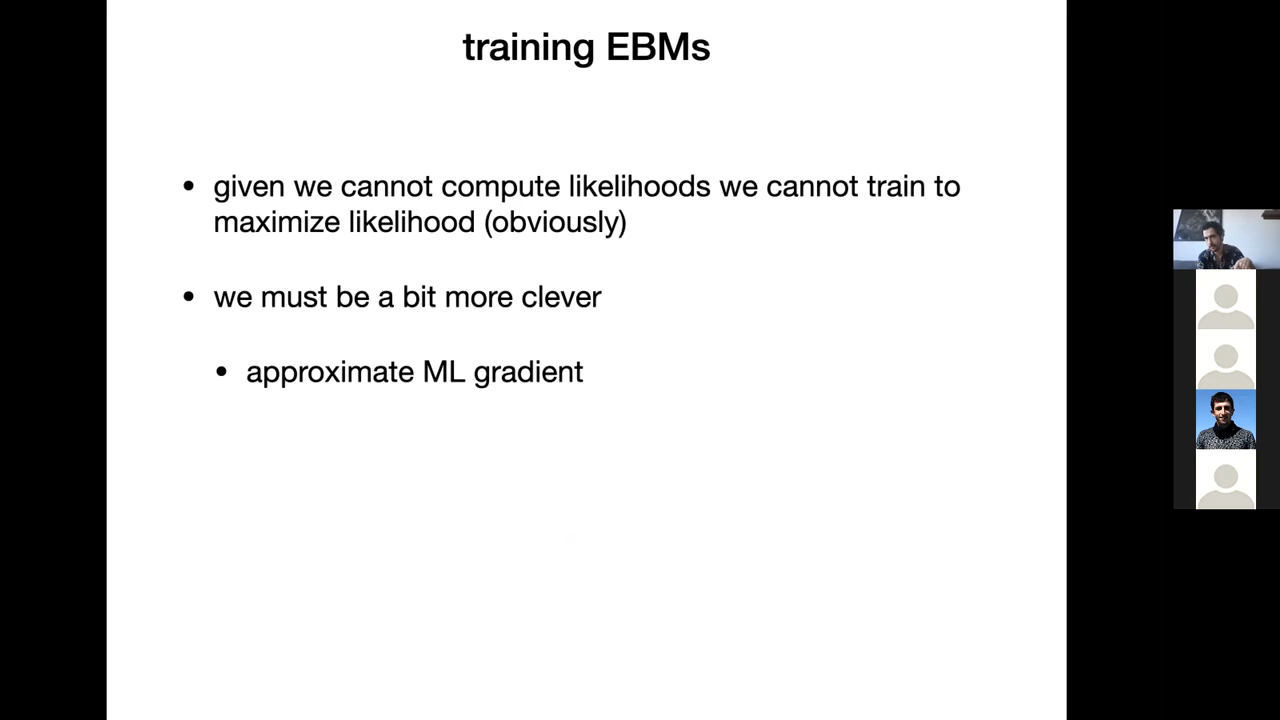 training EBMs
• given we cannot compute likelihoods we cannot train to
maximize likelihood (obviously)
• we must be a bit more clever
• approximate ML gradient